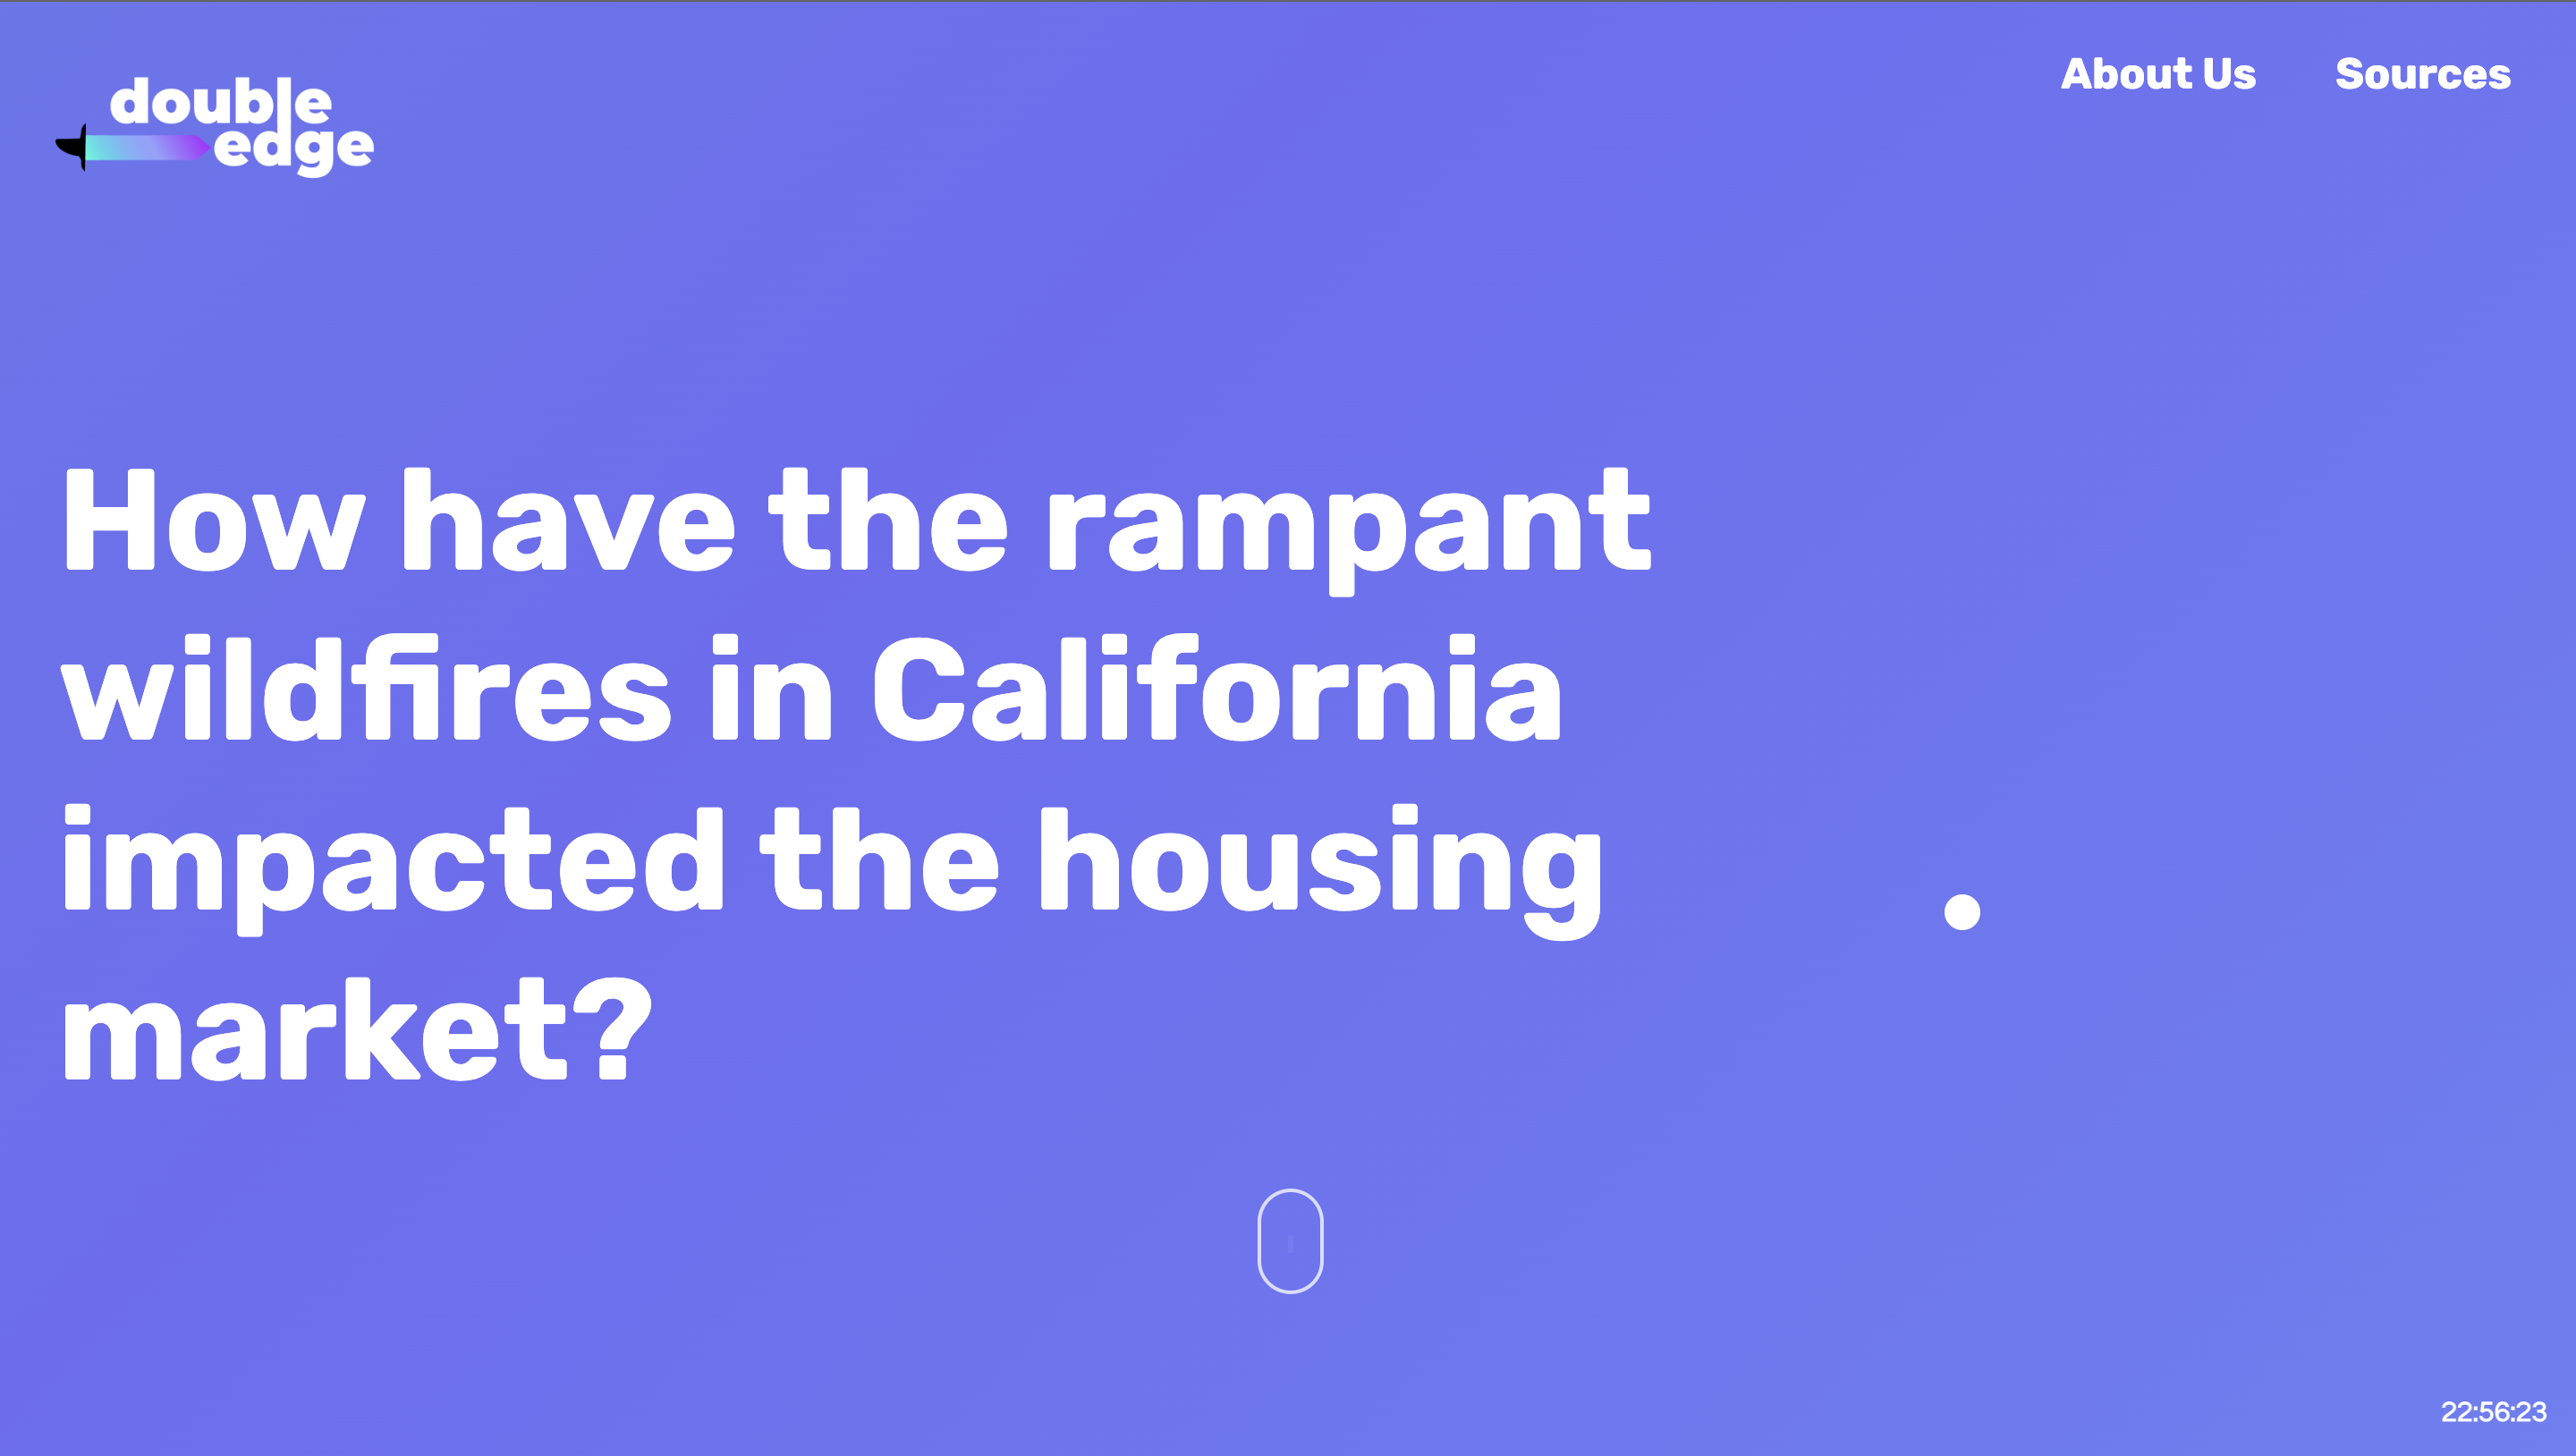 double
edge
About Us
Sources
How have the rampant
wildfires in California
impacted the housing
market?
22:56:23